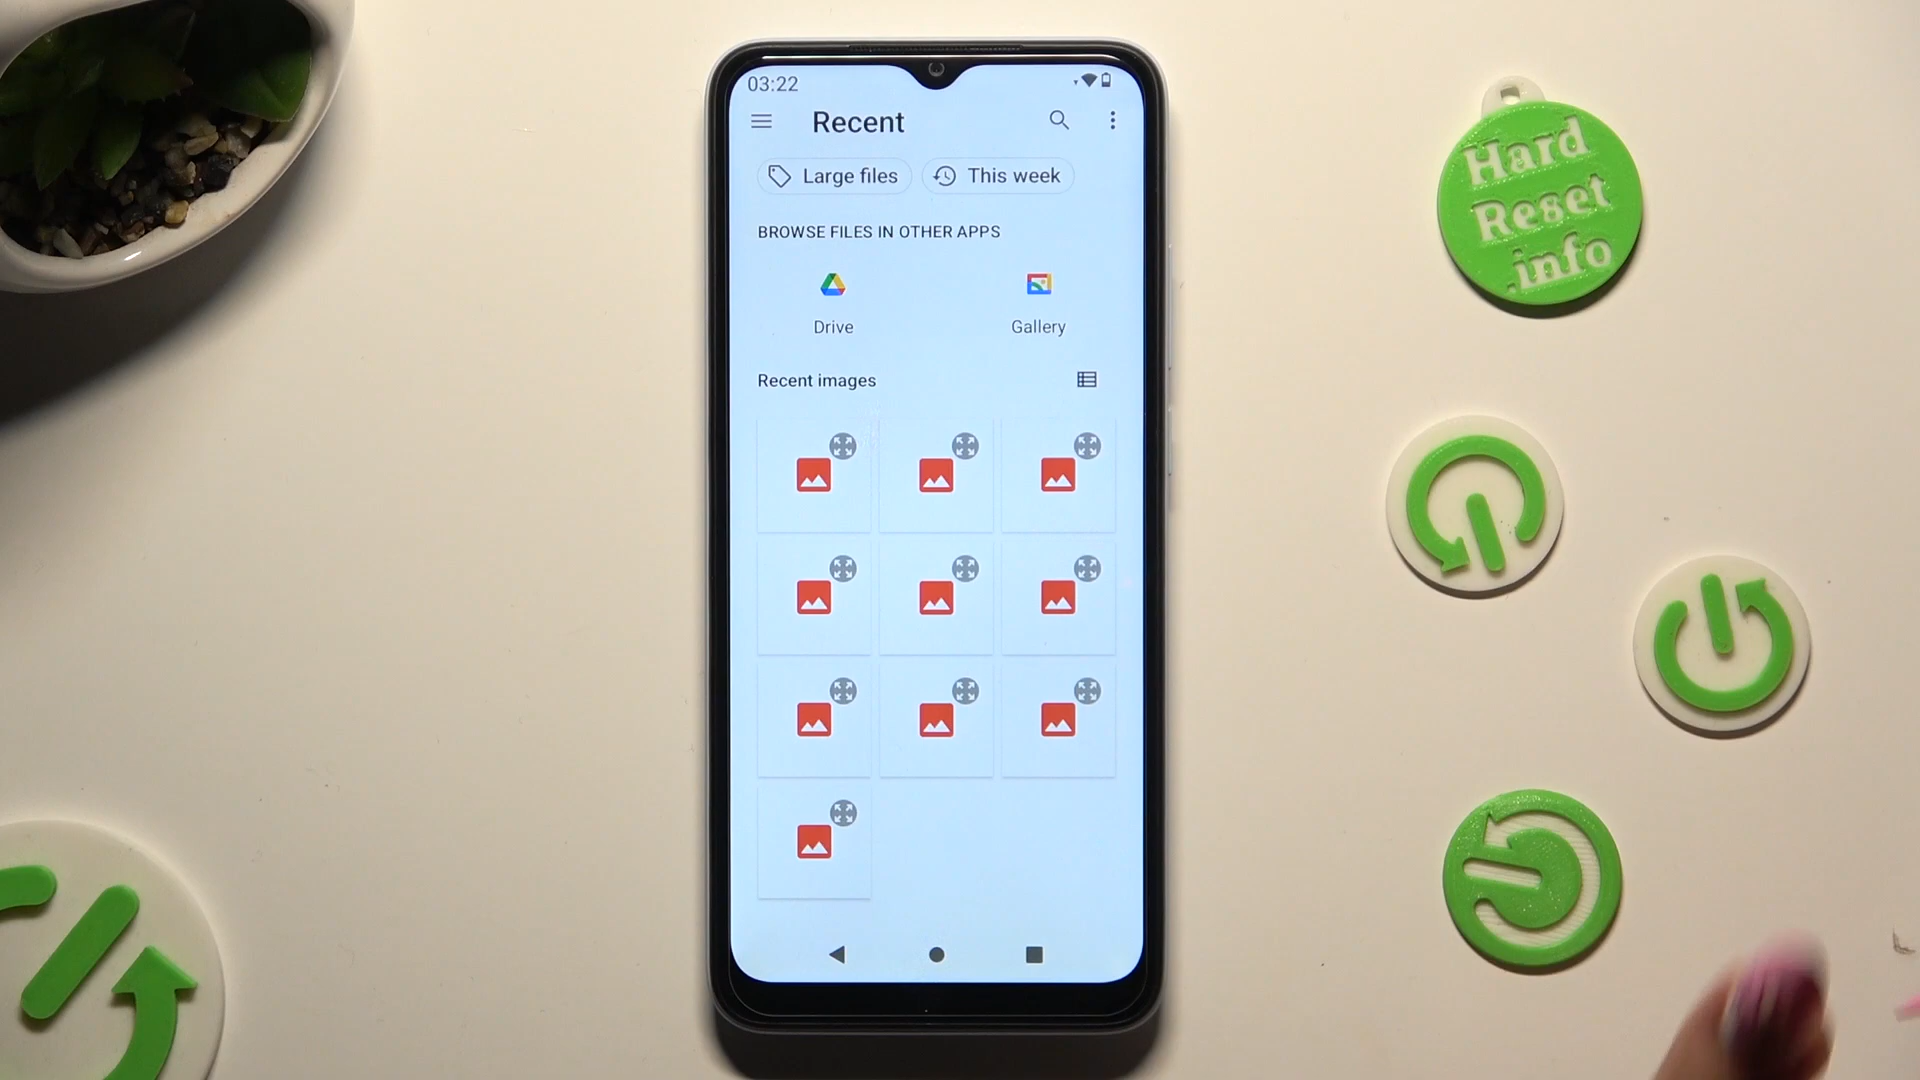 03:22
Recent
Large files
This week
BROWSE FILES IN OTHER APPS
Drive
Gallery
Recent images
Hard
Reset
.info